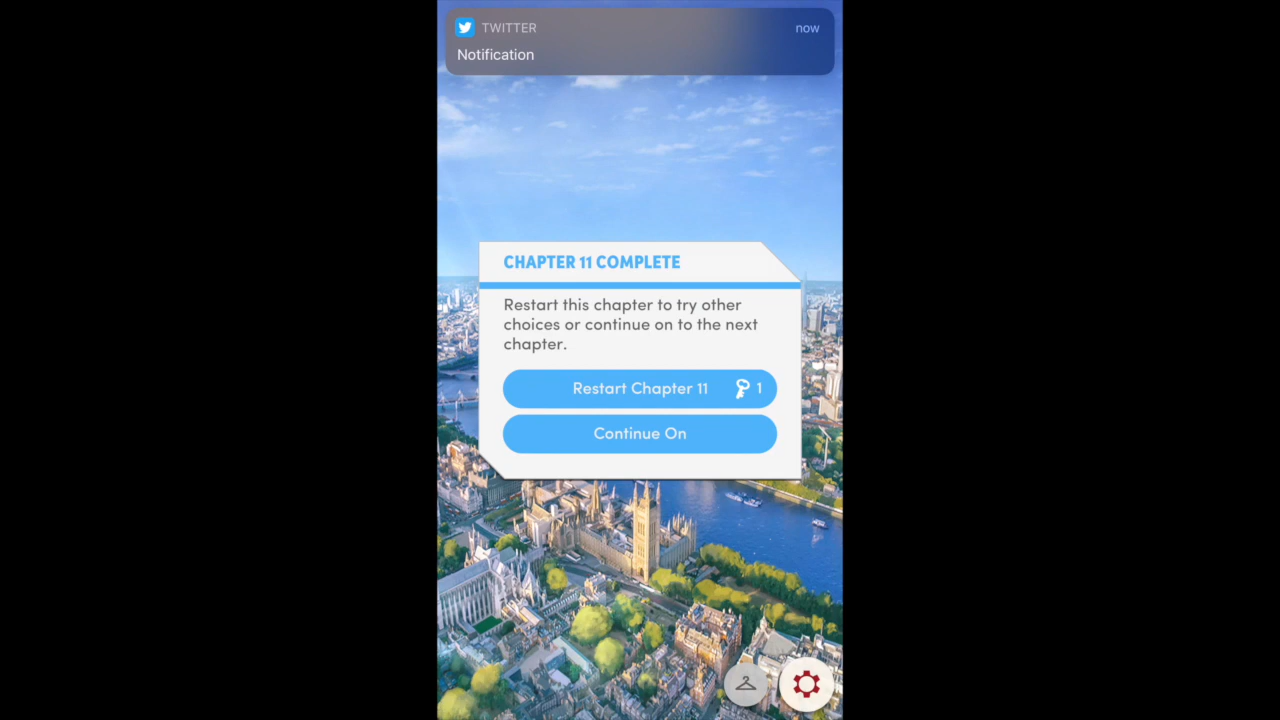 TWITTER
now
Notification
CHAPTER 11 COMPLETE
Restart this chapter to try other
choices or continue on to the next
chapter.
Restart Chapter 11 1
Continue On